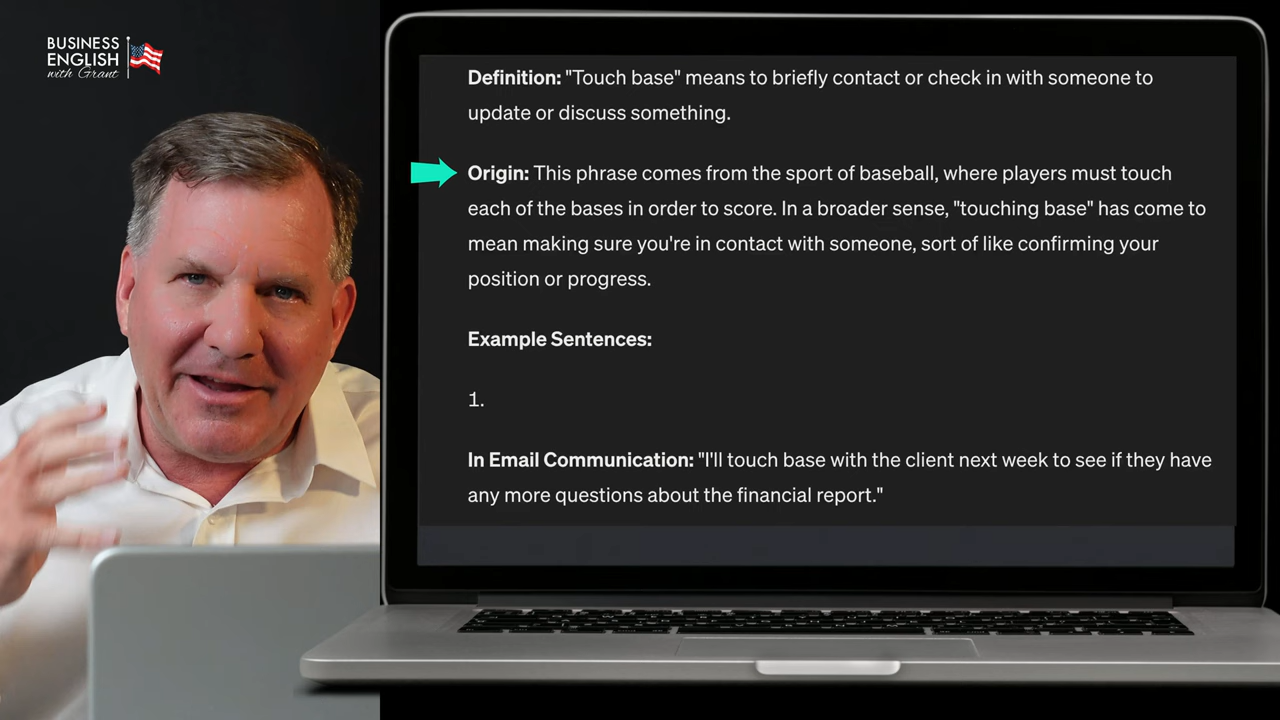 BUSINESS
ENGLISH
with Grant
Definition: "Touch base" means to briefly contact or check in with someone to
update or discuss something.
Origin: This phrase comes from the sport of baseball, where players must touch
each of the bases in order to score. In a broader sense, "touching base" has come to
mean making sure you're in contact with someone, sort of like confirming your
position or progress.
Example Sentences:
1.
In Email Communication: "I'll touch base with the client next week to see if they have
any more questions about the financial report."